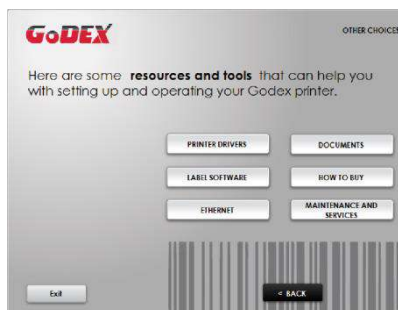 GoDEX
OTHER CHOICES
Here are some resources and tools that can help you
with setting up and operating your Godex printer.
PRINTER DRIVERS
DOCUMENTS
LABEL SOFTWARE
HOW TO BUY
ETHERNET
MAINTENANCE AND
SERVICES
Exit
< BACK